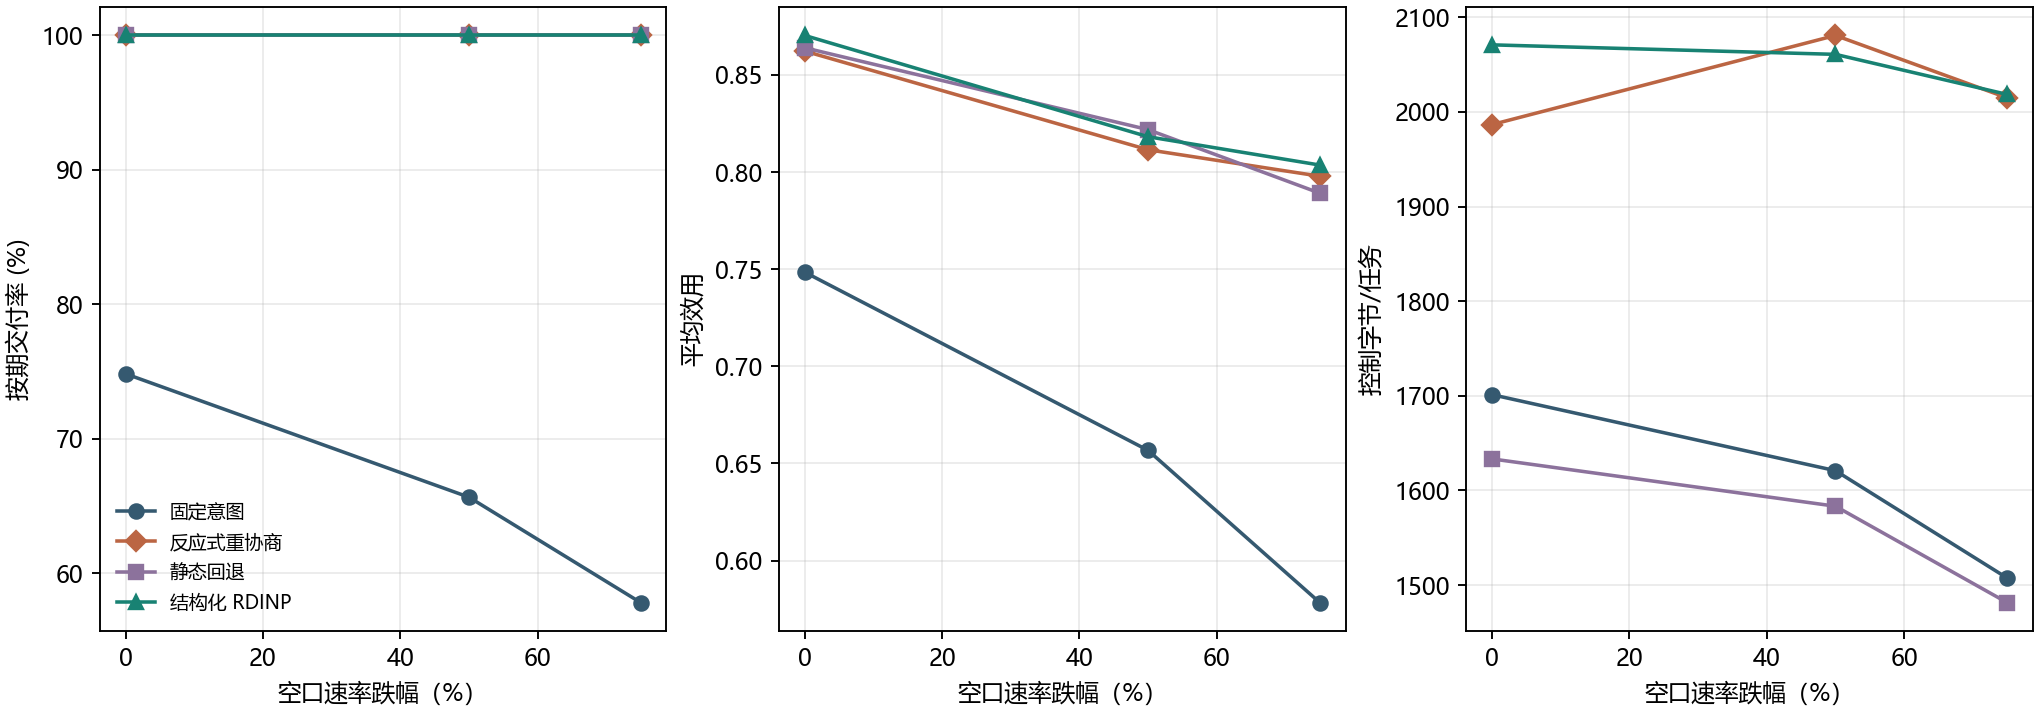 按期交付率 (%)
100
90
80
70
60
固定意图
反应式重协商
静态回退
结构化 RDINP
0 20 40 60
空口速率跌幅（%）
平均效用
0.85
0.80
0.75
0.70
0.65
0.60
0 20 40 60
空口速率跌幅（%）
控制字节/任务
2100
2000
1900
1800
1700
1600
1500
0 20 40 60
空口速率跌幅（%）